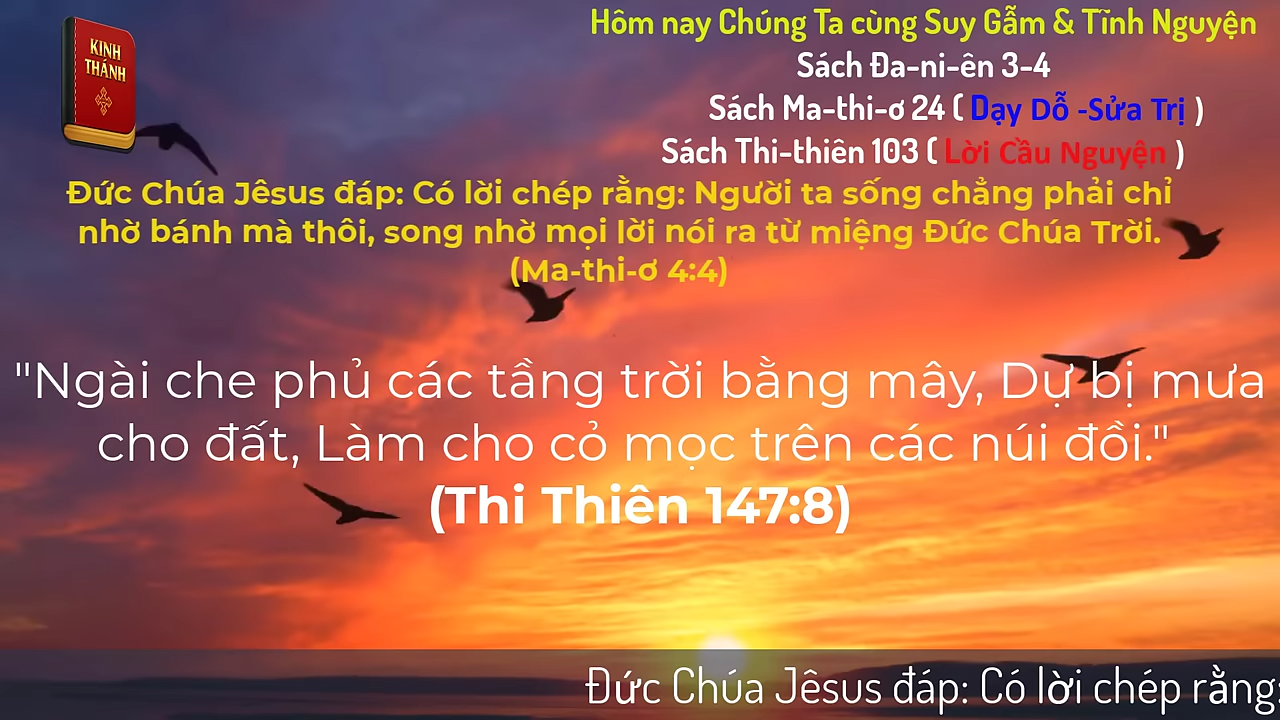 KINH
THÁNH
Hôm nay Chúng Ta cùng Suy Gẫm & Tĩnh Nguyện
Sách Đa-ni-ên 3-4
Sách Ma-thi-ơ 24 ( Dạy Dỗ -Sửa Trị )
Sách Thi-thiên 103 ( Lời Cầu Nguyện )
Đức Chúa Jêsus đáp: Có lời chép rằng: Người ta sống chẳng phải chỉ
nhờ bánh mà thôi, song nhờ mọi lời nói ra từ miệng Đức Chúa Trời.
(Ma-thi-ơ 4:4)
"Ngài che phủ các tầng trời bằng mây, Dự bị mưa
cho đất, Làm cho cỏ mọc trên các núi đồi."
(Thi Thiên 147:8)
Đức Chúa Jêsus đáp: Có lời chép rằng: